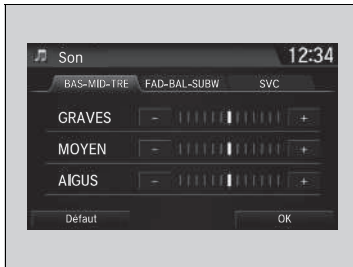 Son 12:34
BAS-MID-TRE FAD-BAL-SUBW SVC
GRAVES - +
MOYEN - +
AIGUS - +
Défaut OK